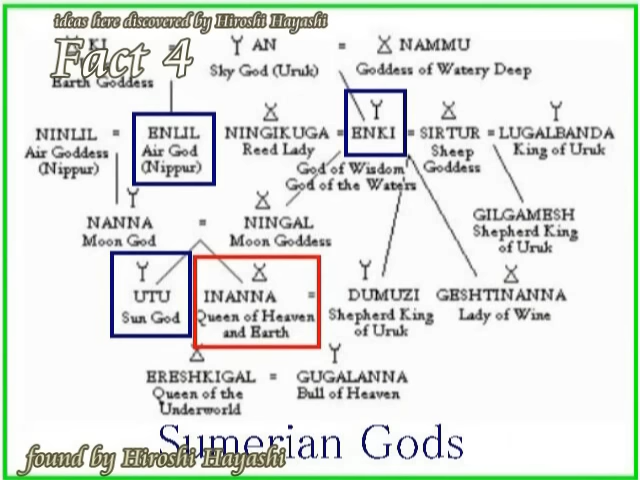 ideas here discovered by Hiroshi Hayashi
KI
AN = NAMMU
Fact 4
Sky God (Uruk) Goddess of Watery Deep
Earth Goddess
NINLIL = ENLIL NINGIKUGA = ENKI = SIRTUR = LUGALBANDA
Air Goddess Air God Reed Lady Sheep King of Uruk
(Nippur) (Nippur) God of Wisdom Goddess
God of the Waters
NANNA = NINGAL GILGAMESH
Moon God Moon Goddess Shepherd King
of Uruk
UTU INANNA = DUMUZI GESHTINANNA
Sun God Queen of Heaven Shepherd King Lady of Wine
and Earth of Uruk
ERESHKIGAL = GUGALANNA
Queen of the Bull of Heaven
Underworld
Sumerian Gods
found by Hiroshi Hayashi